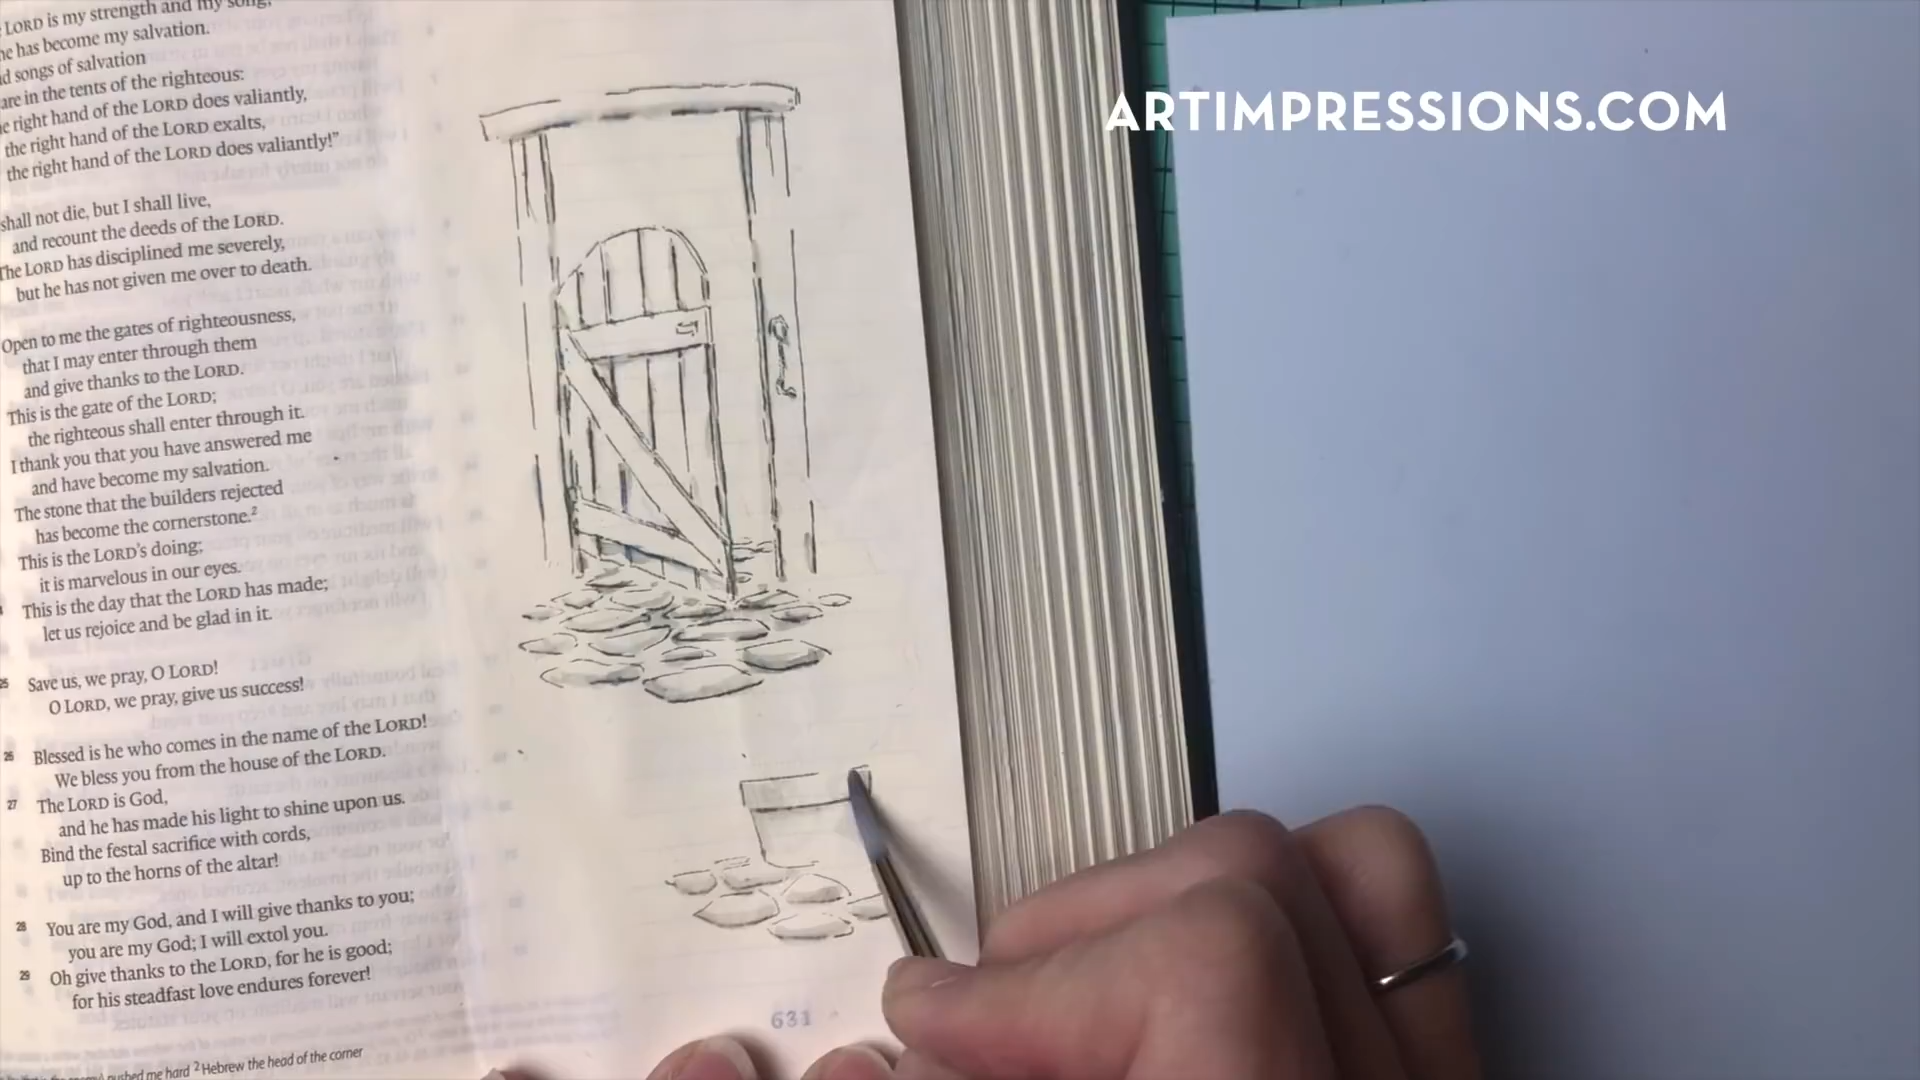 LORD is my strength and my song;
he has become my salvation.
songs of salvation
are in the tents of the righteous:
right hand of the LORD does valiantly,
the right hand of the LORD exalts,
the right hand of the LORD does valiantly!”
shall not die, but I shall live,
and recount the deeds of the LORD.
The LORD has disciplined me severely,
but he has not given me over to death.
Open to me the gates of righteousness,
that I may enter through them
and give thanks to the LORD.
This is the gate of the LORD;
the righteous shall enter through it.
I thank you that you have answered me
and have become my salvation.
The stone that the builders rejected
has become the cornerstone.²
This is the LORD’s doing;
it is marvelous in our eyes.
This is the day that the LORD has made;
let us rejoice and be glad in it.
25 Save us, we pray, O LORD!
O LORD, we pray, give us success!
26 Blessed is he who comes in the name of the LORD!
We bless you from the house of the LORD.
27 The LORD is God,
and he has made his light to shine upon us.
Bind the festal sacrifice with cords,
up to the horns of the altar!
28 You are my God, and I will give thanks to you;
you are my God; I will extol you.
29 Oh give thanks to the LORD, for he is good;
for his steadfast love endures forever!
pushed me hard ² Hebrew the head of the corner
631
ARTIMPRESSIONS.COM